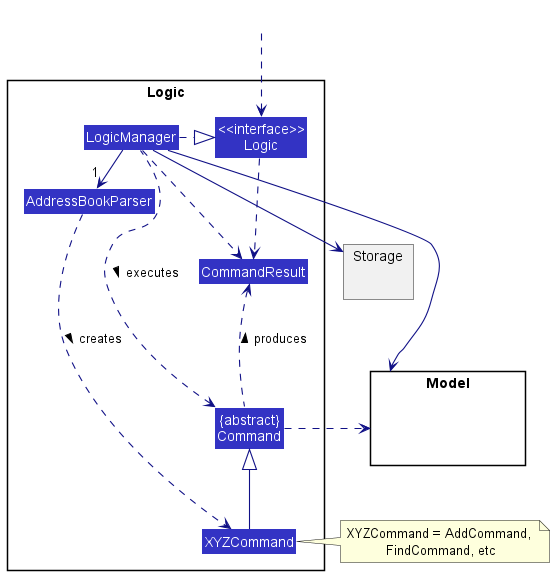 Logic
LogicManager
<<interface>>
Logic
1
AddressBookParser
Storage
CommandResult
executes
creates
produces
Model
{abstract}
Command
XYZCommand
XYZCommand = AddCommand,
FindCommand, etc